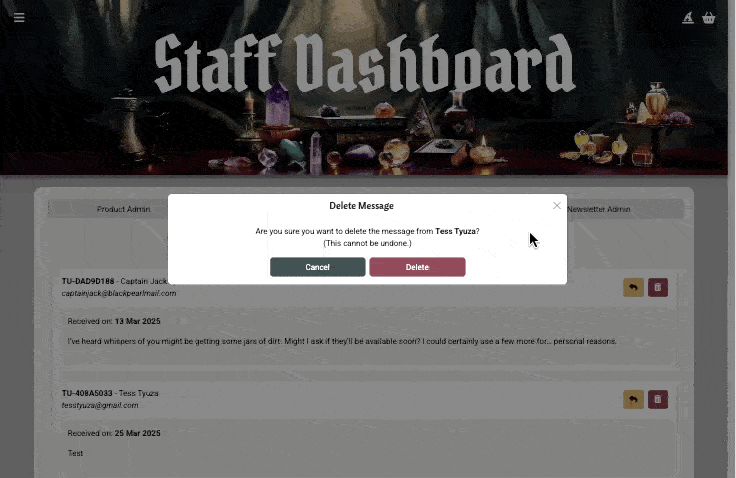 Staff Dashboard
Product Admin
Newsletter Admin
Delete Message
Are you sure you want to delete the message from Tess Tyuza?
(This cannot be undone.)
Cancel
Delete
TU-DAD9D186 - Captain Jack
captainjack@blackpearlmail.com
Received on: 13 Mar 2025
I've heard whispers of you might be getting some jars of dirt. Might I ask if they'll be available soon? I could certainly use a few more for... personal reasons.
TU-408A5033 - Tess Tyuza
tesstyuza@gmail.com
Received on: 25 Mar 2025
Test